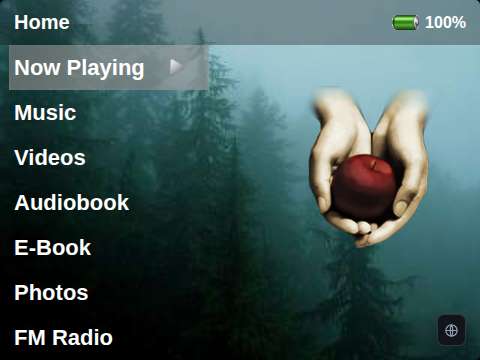 Home
100%
Now Playing
Music
Videos
Audiobook
E-Book
Photos
FM Radio